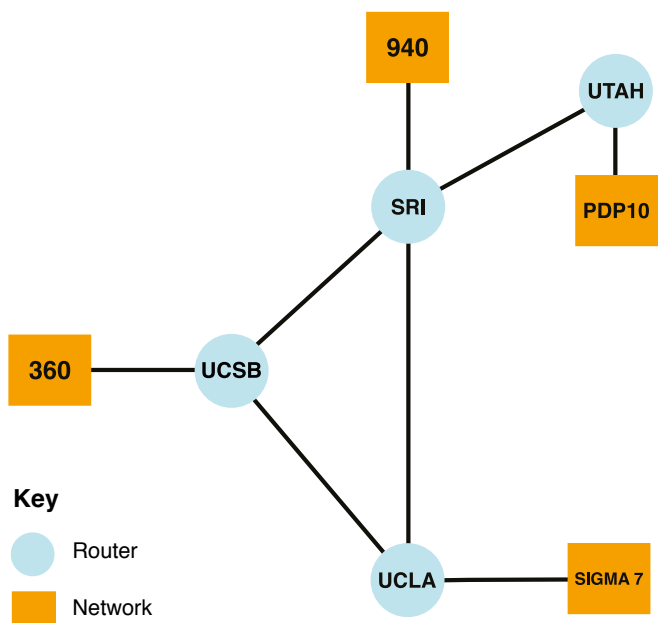 940
UTAH
PDP10
SRI
360
UCSB
Key
Router
UCLA
SIGMA 7
Network